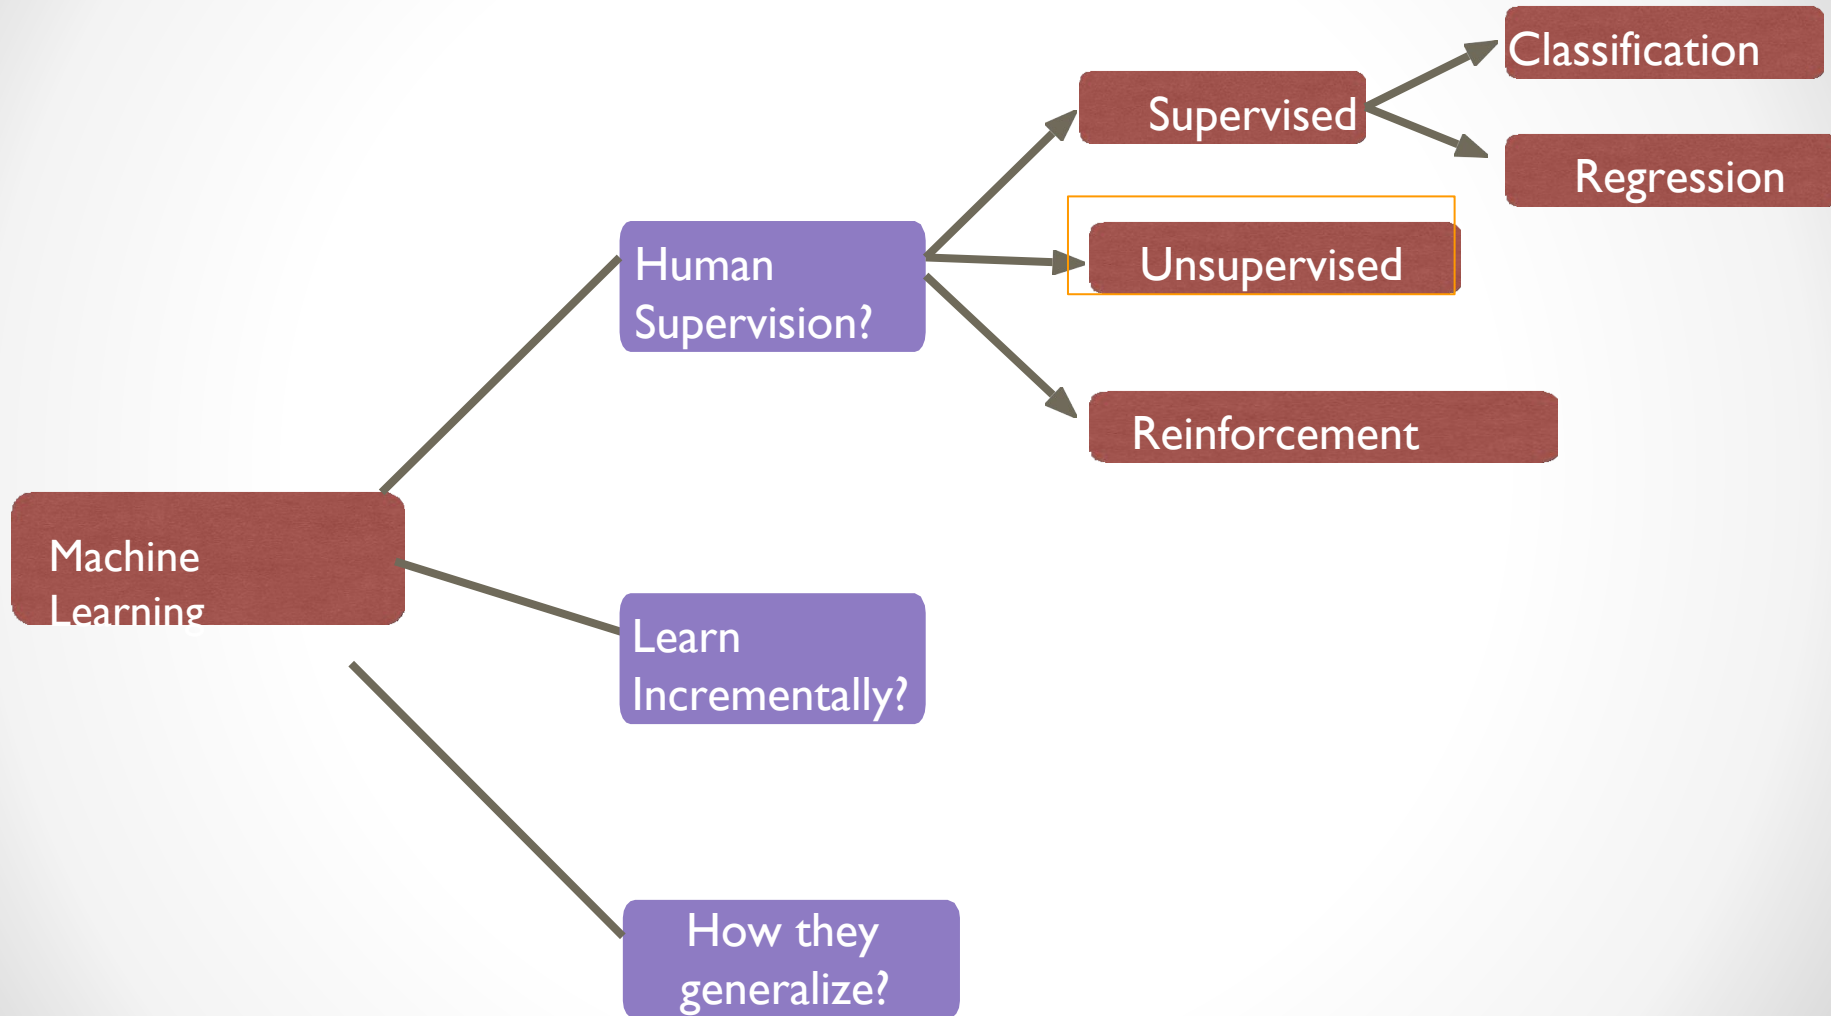 Classification
Supervised
Regression
Human
Supervision?
Unsupervised
Reinforcement
Machine
Learning
Learn
Incrementally?
How they
generalize?